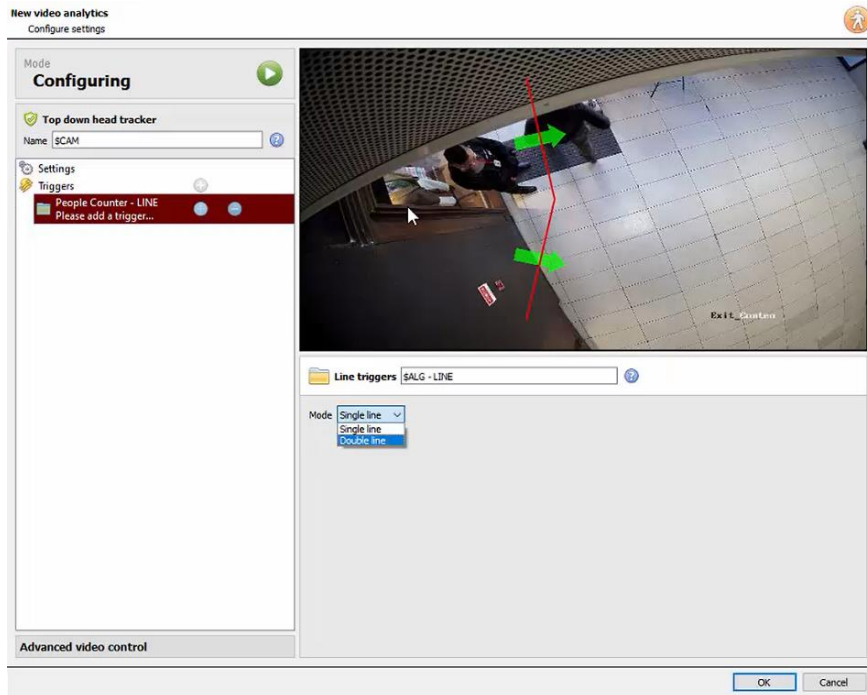 New video analytics
Configure settings
Mode
Configuring
Top down head tracker
Name $CAM
Settings
Triggers
People Counter - LINE
Please add a trigger...
Exit_Conteo
Line triggers $ALG - LINE
Mode Single line
Single line
Double line
Advanced video control
OK Cancel